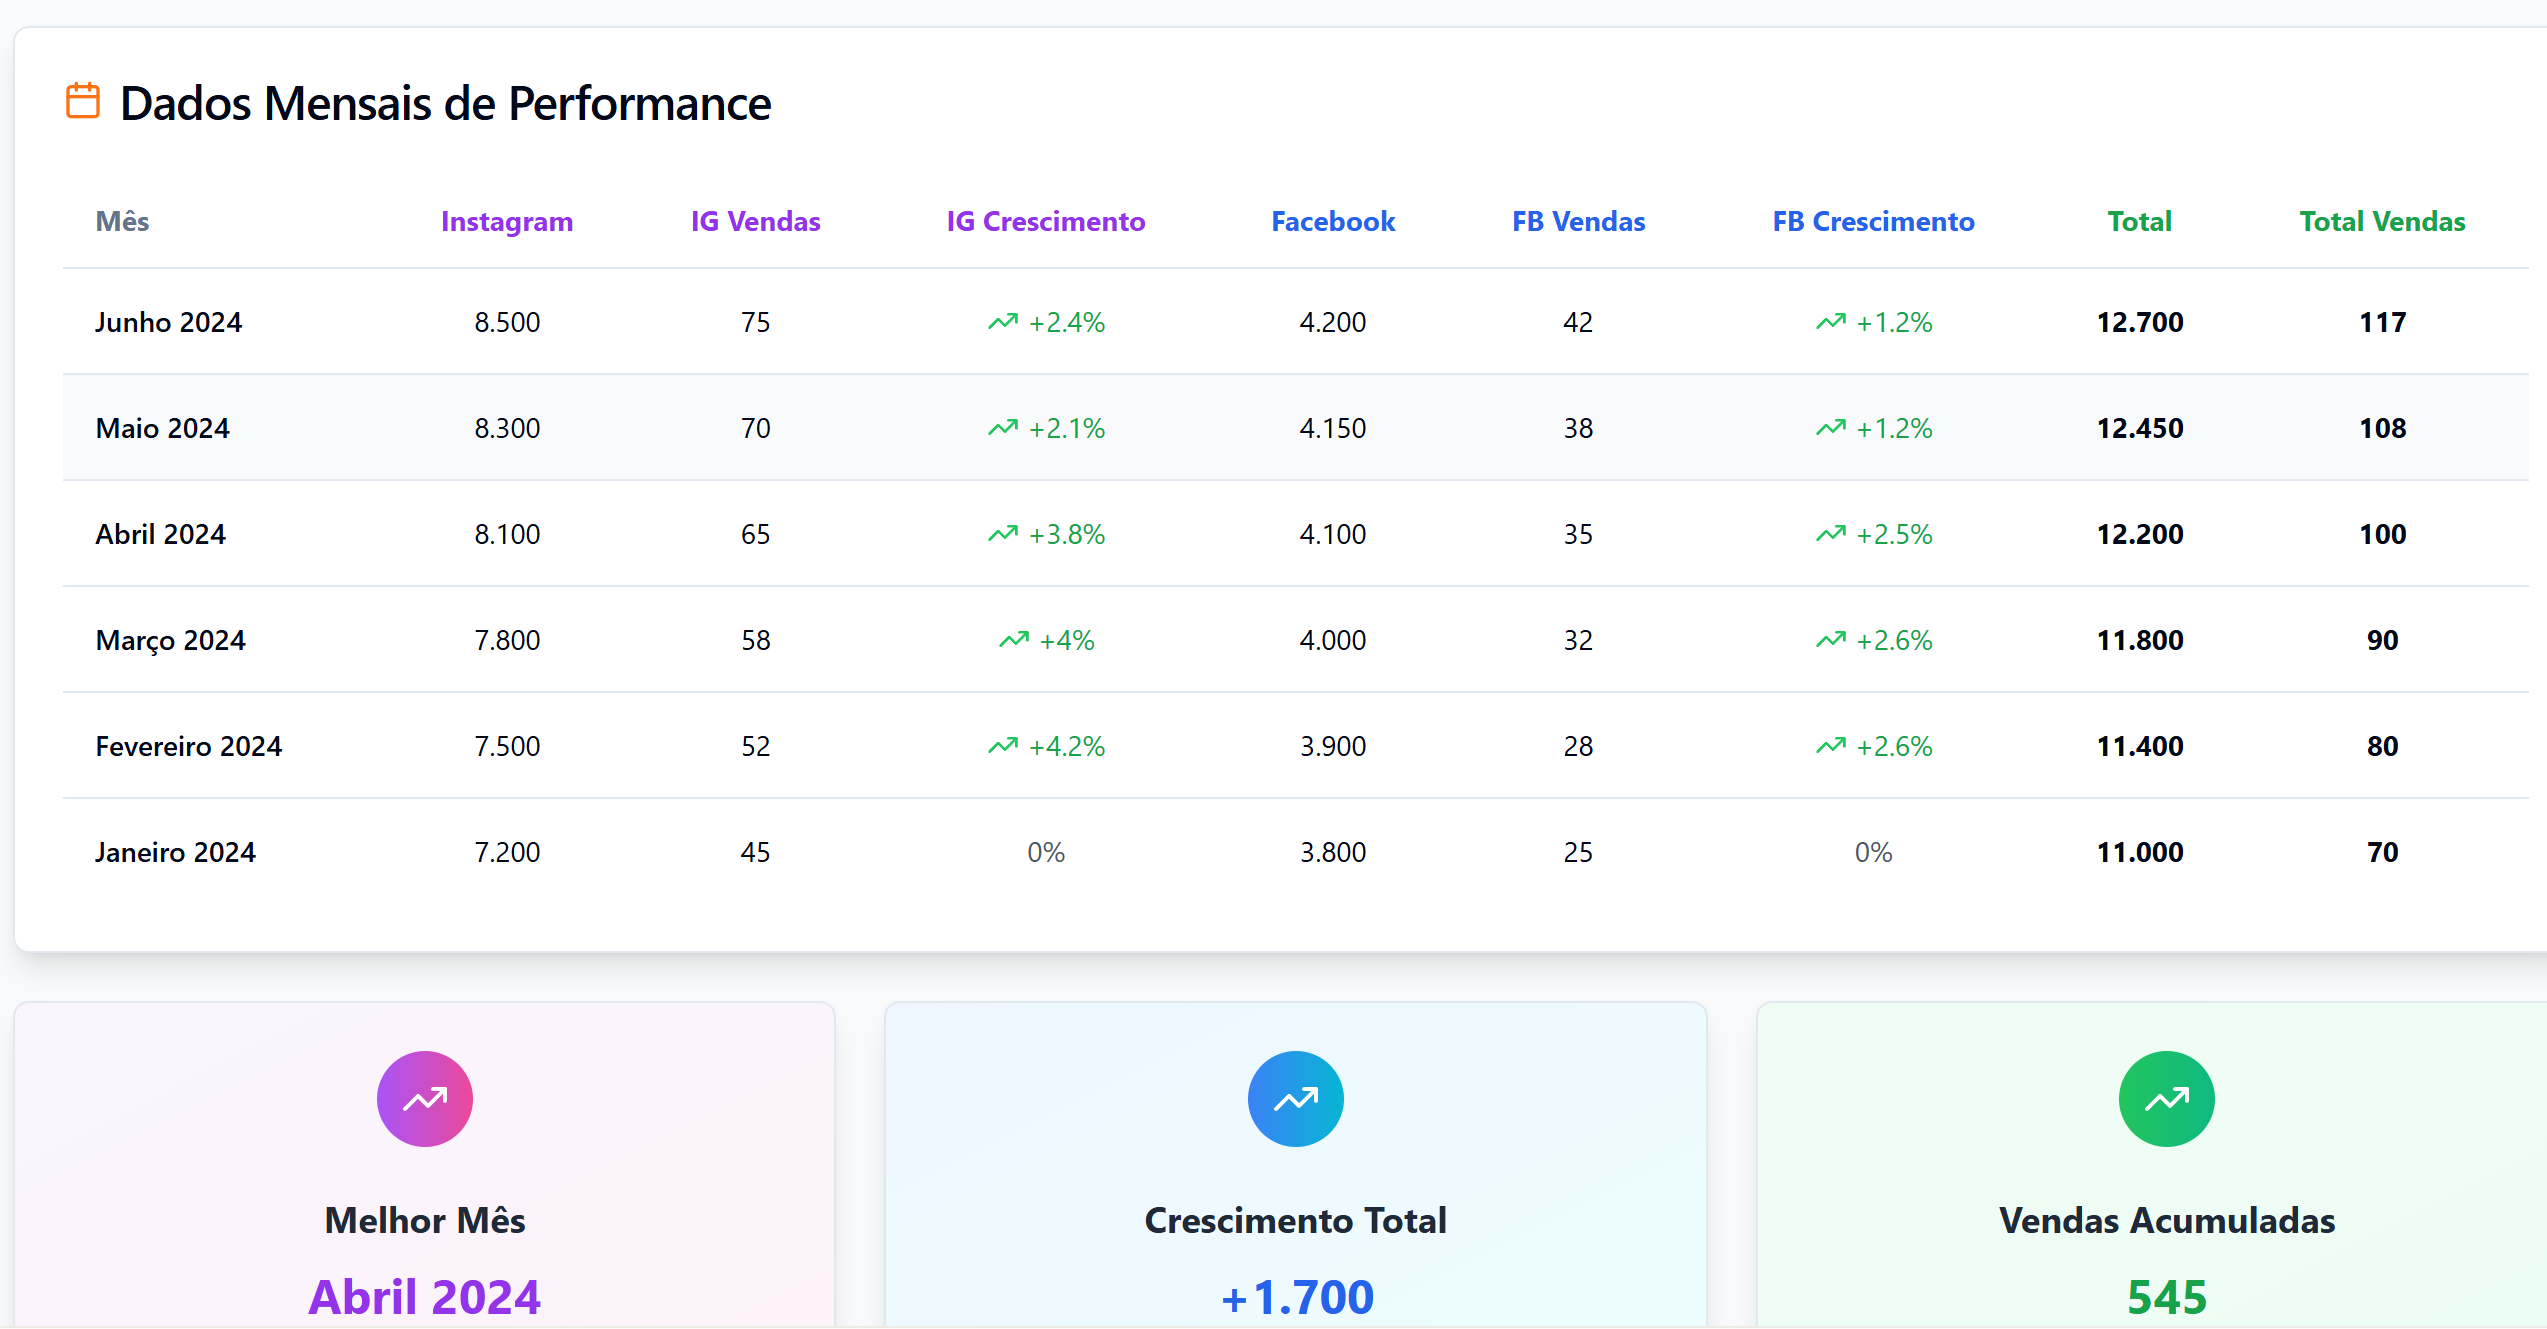 Dados Mensais de Performance
Mês Instagram IG Vendas IG Crescimento Facebook FB Vendas FB Crescimento Total Total Vendas
Junho 2024 8.500 75 +2.4% 4.200 42 +1.2% 12.700 117
Maio 2024 8.300 70 +2.1% 4.150 38 +1.2% 12.450 108
Abril 2024 8.100 65 +3.8% 4.100 35 +2.5% 12.200 100
Março 2024 7.800 58 +4% 4.000 32 +2.6% 11.800 90
Fevereiro 2024 7.500 52 +4.2% 3.900 28 +2.6% 11.400 80
Janeiro 2024 7.200 45 0% 3.800 25 0% 11.000 70
Melhor Mês Crescimento Total Vendas Acumuladas
Abril 2024 +1.700 545